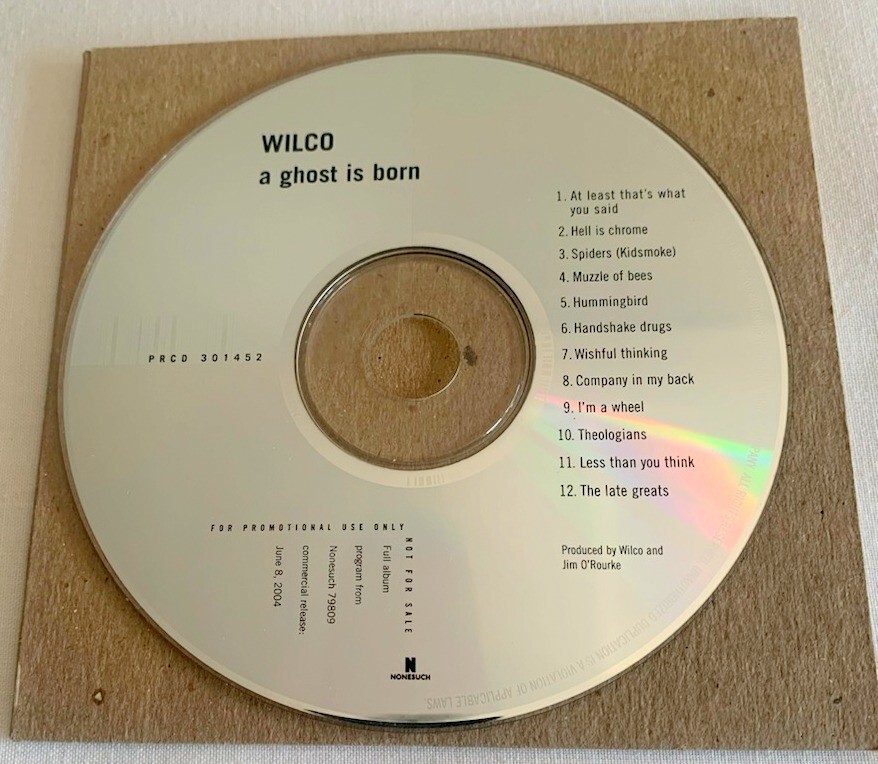 WILCO
a ghost is born
1. At least that's what
you said
2. Hell is chrome
3. Spiders (Kidsmoke)
4. Muzzle of bees
5. Hummingbird
6. Handshake drugs
7. Wishful thinking
8. Company in my back
9. I'm a wheel
10. Theologians
11. Less than you think
12. The late greats
Produced by Wilco and
Jim O'Rourke
PRCD 301452
FOR PROMOTIONAL USE ONLY
NOT FOR SALE
Full album
program from
Nonesuch 79809
commercial release:
June 8, 2004
N
NONESUCH
DUPLICATION IS A VIOLATION OF APPLICABLE LAWS.